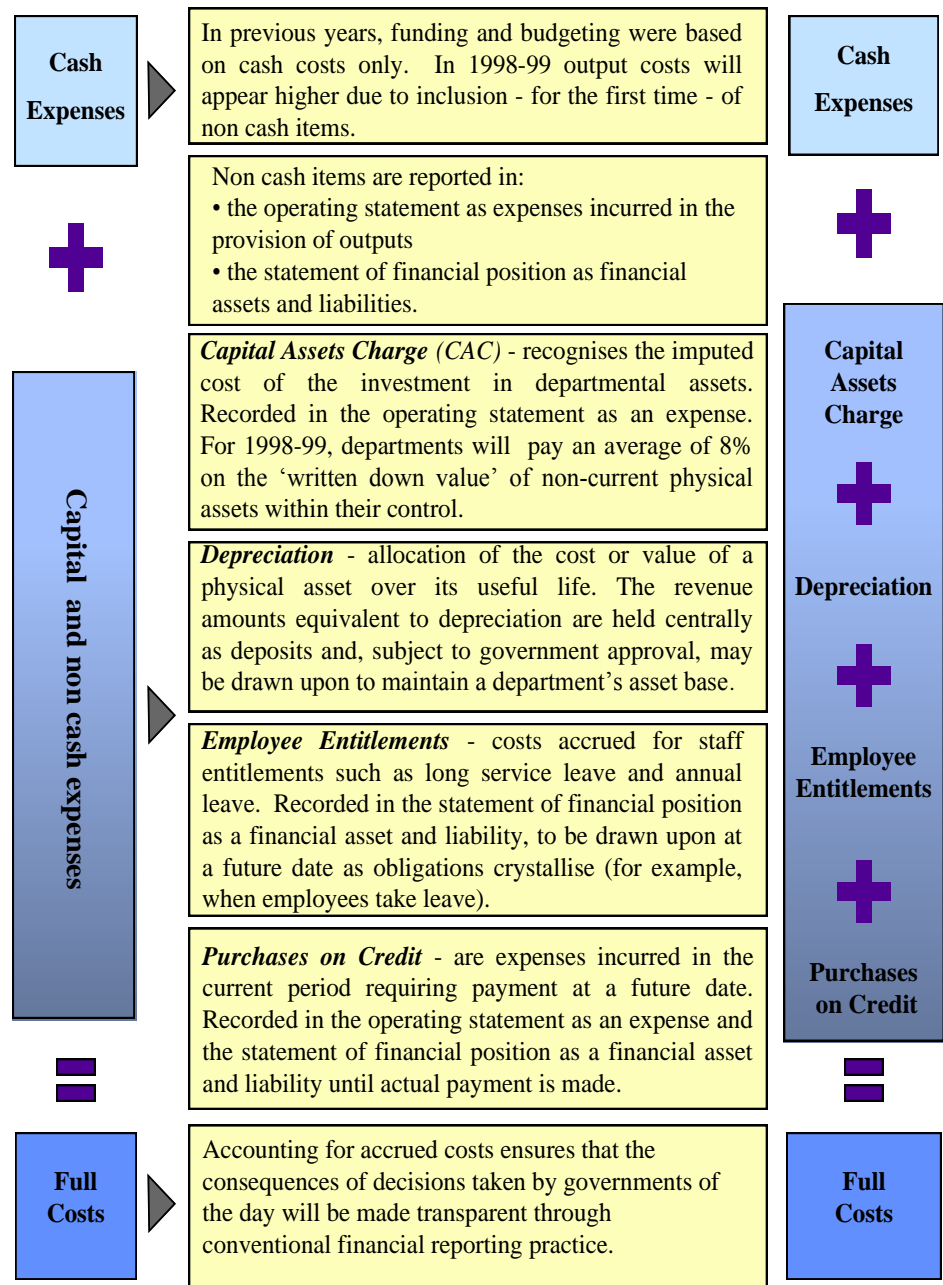 Cash
Expenses
In previous years, funding and budgeting were based
on cash costs only. In 1998-99 output costs will
appear higher due to inclusion - for the first time - of
non cash items.
Cash
Expenses
Non cash items are reported in:
• the operating statement as expenses incurred in the
provision of outputs
• the statement of financial position as financial
assets and liabilities.
Capital and non cash expenses
Capital Assets Charge (CAC) - recognises the imputed
cost of the investment in departmental assets.
Recorded in the operating statement as an expense.
For 1998-99, departments will pay an average of 8%
on the ‘written down value’ of non-current physical
assets within their control.
Depreciation - allocation of the cost or value of a
physical asset over its useful life. The revenue
amounts equivalent to depreciation are held centrally
as deposits and, subject to government approval, may
be drawn upon to maintain a department’s asset base.
Employee Entitlements - costs accrued for staff
entitlements such as long service leave and annual
leave. Recorded in the statement of financial position
as a financial asset and liability, to be drawn upon at
a future date as obligations crystallise (for example,
when employees take leave).
Purchases on Credit - are expenses incurred in the
current period requiring payment at a future date.
Recorded in the operating statement as an expense and
the statement of financial position as a financial asset
and liability until actual payment is made.
Capital
Assets
Charge
Depreciation
Employee
Entitlements
Purchases
on Credit
Full
Costs
Accounting for accrued costs ensures that the
consequences of decisions taken by governments of
the day will be made transparent through
conventional financial reporting practice.
Full
Costs